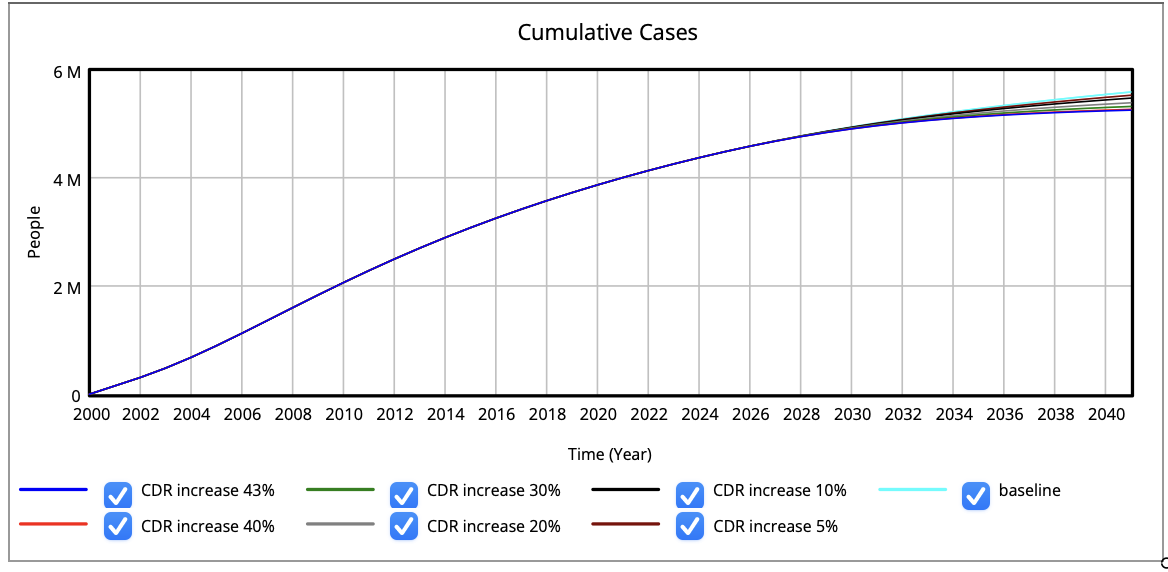 Cumulative Cases
6 M
4 M
2 M
0
People
2000 2002 2004 2006 2008 2010 2012 2014 2016 2018 2020 2022 2024 2026 2028 2030 2032 2034 2036 2038 2040
Time (Year)
CDR increase 43% CDR increase 30% CDR increase 10% baseline
CDR increase 40% CDR increase 20% CDR increase 5%